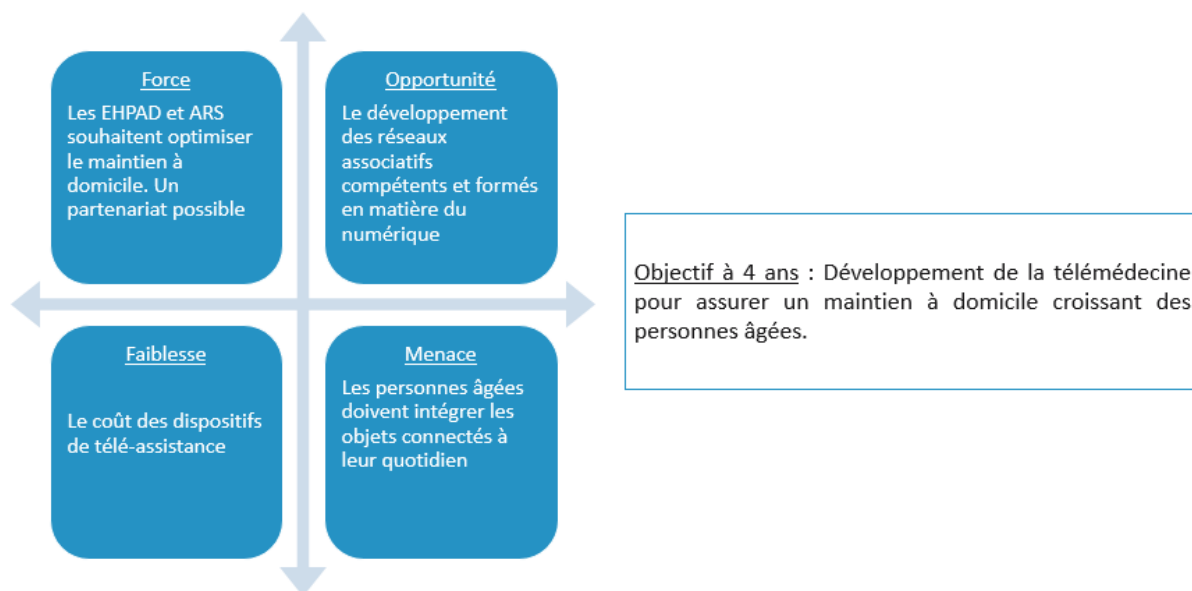 Force
Les EHPAD et ARS
souhaitent optimiser
le maintien à
domicile. Un
partenariat possible
Opportunité
Le développement
des réseaux
associatifs
compétents et formés
en matière du
numérique
Faiblesse
Le coût des dispositifs
de télé-assistance
Menace
Les personnes âgées
doivent intégrer les
objets connectés à
leur quotidien
Objectif à 4 ans : Développement de la télémédecine
pour assurer un maintien à domicile croissant des
personnes âgées.